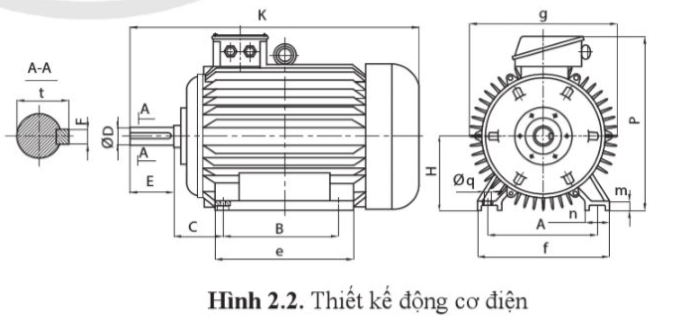 K
g
A-A
t
A
F
ØD
A
E
C
B
e
H
Øq
P
m
n
A
f
Hình 2.2. Thiết kế động cơ điện